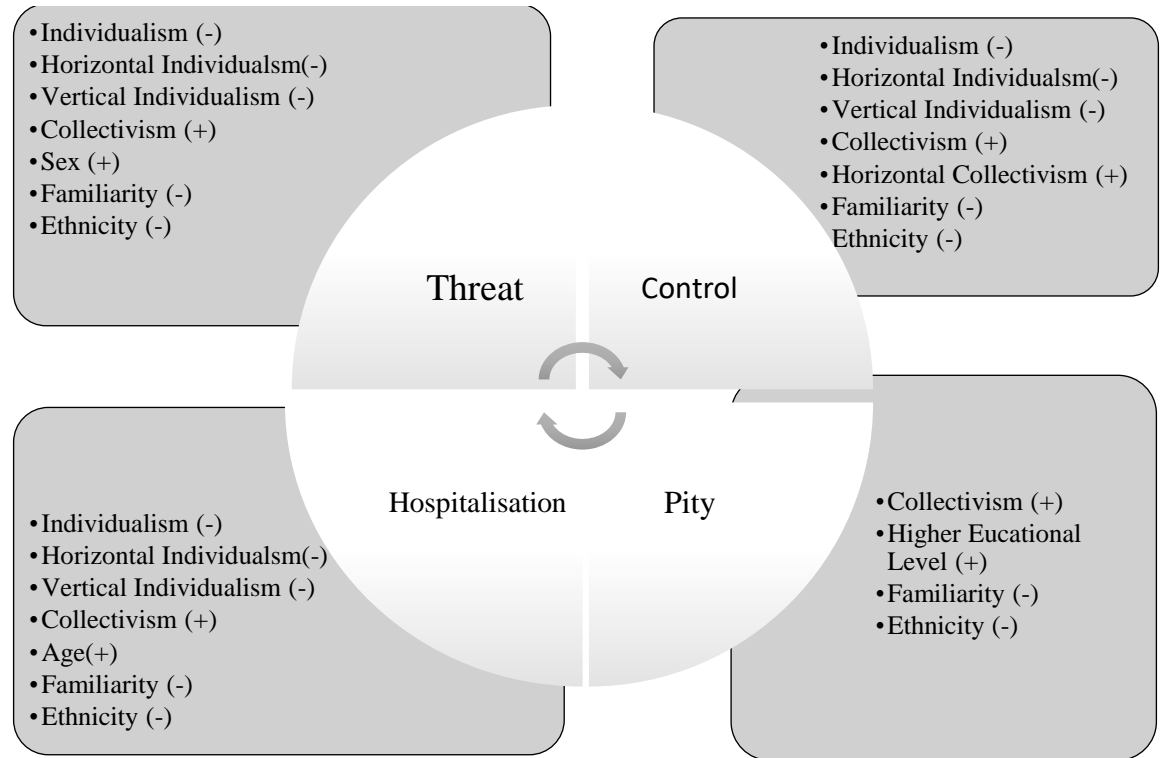 •Individualism (-)
•Horizontal Individualsm(-)
•Vertical Individualism (-)
•Collectivism (+)
•Sex (+)
•Familiarity (-)
•Ethnicity (-)
•Individualism (-)
•Horizontal Individualsm(-)
•Vertical Individualism (-)
•Collectivism (+)
•Horizontal Collectivism (+)
•Familiarity (-)
Ethnicity (-)
Threat
Control
Hospitalisation
Pity
•Individualism (-)
•Horizontal Individualsm(-)
•Vertical Individualism (-)
•Collectivism (+)
•Age(+)
•Familiarity (-)
•Ethnicity (-)
•Collectivism (+)
•Higher Eucational
Level (+)
•Familiarity (-)
•Ethnicity (-)